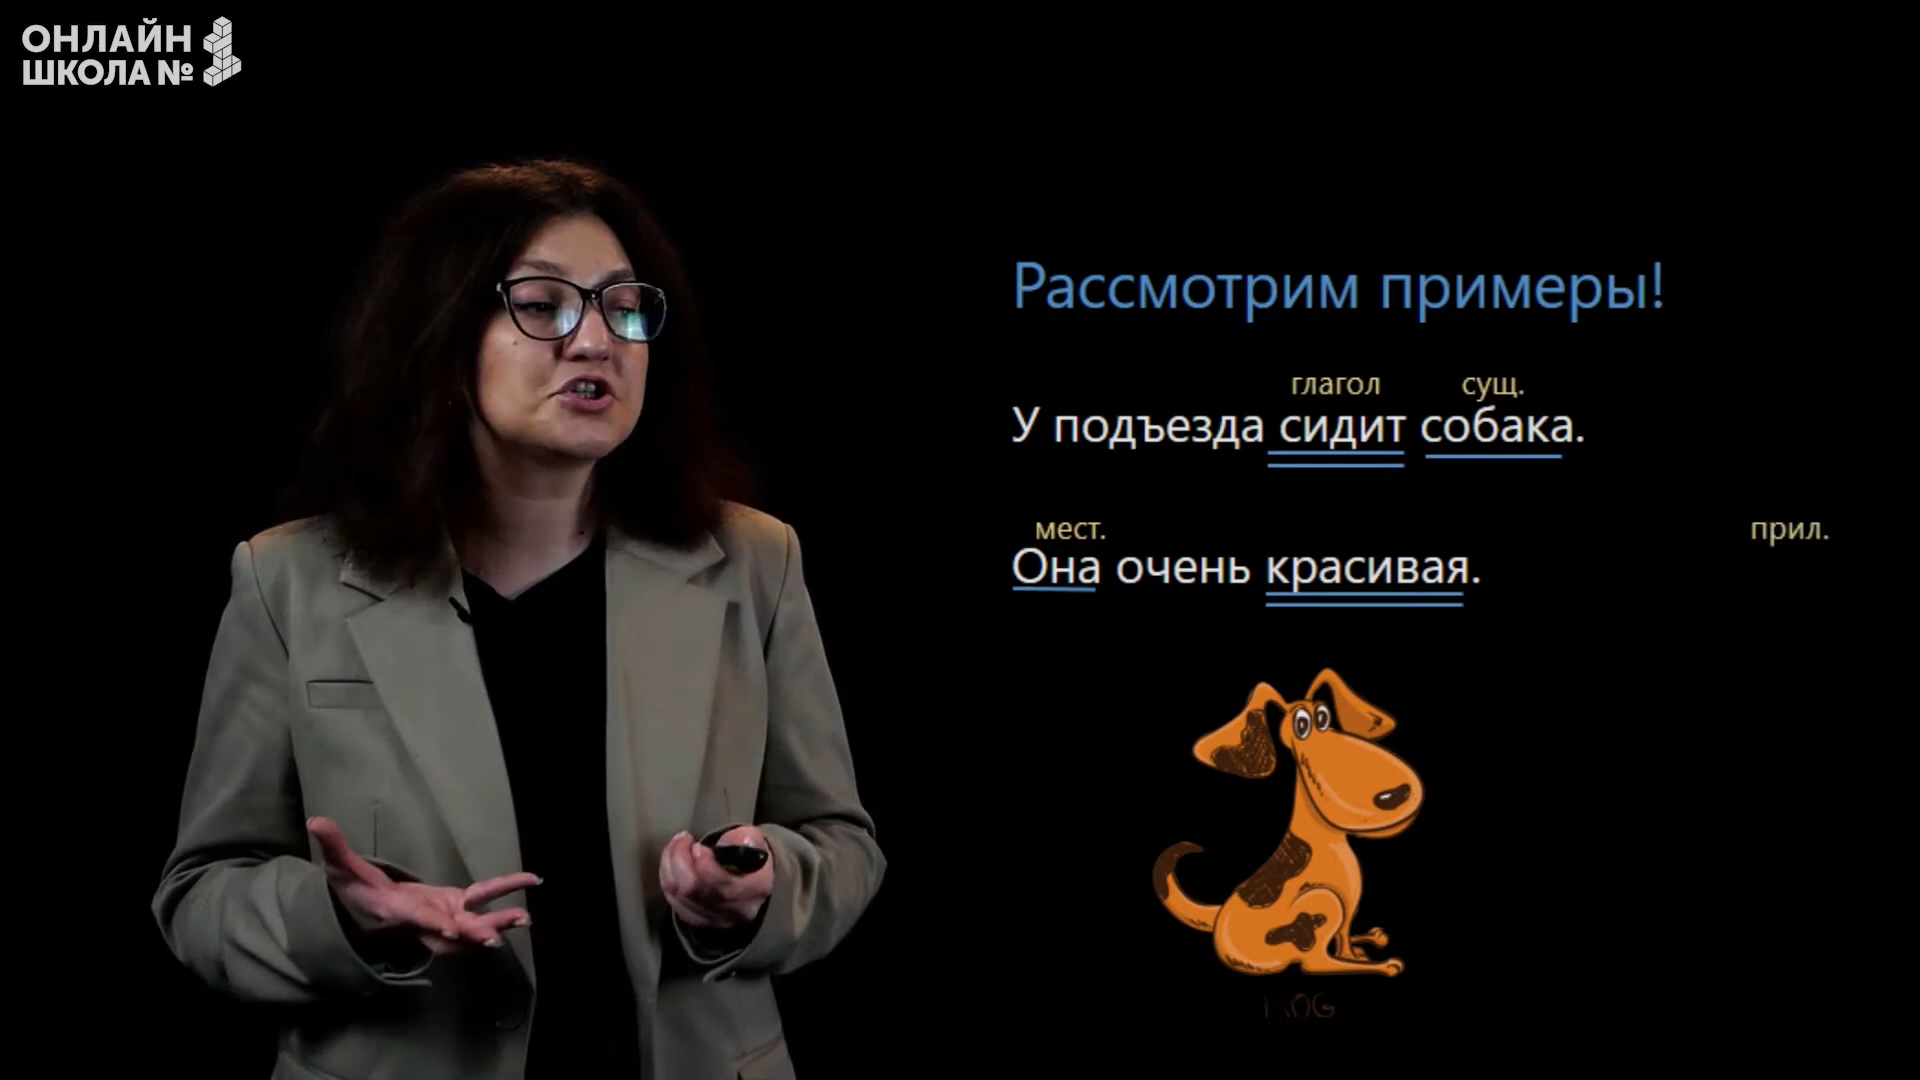 ОНЛАЙН
ШКОЛА №
Рассмотрим примеры!
глагол сущ.
У подъезда сидит собака.
мест. прил.
Она очень красивая.